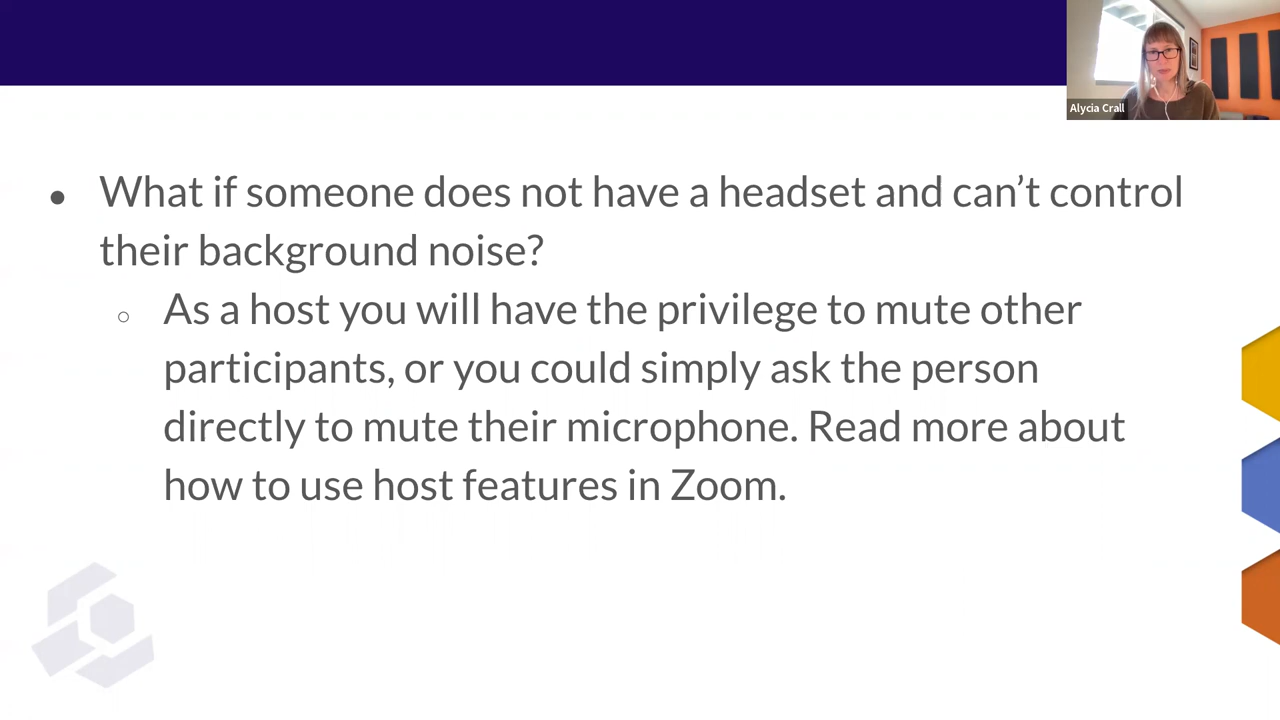 Alycia Crall
● What if someone does not have a headset and can’t control
their background noise?
○ As a host you will have the privilege to mute other
participants, or you could simply ask the person
directly to mute their microphone. Read more about
how to use host features in Zoom.